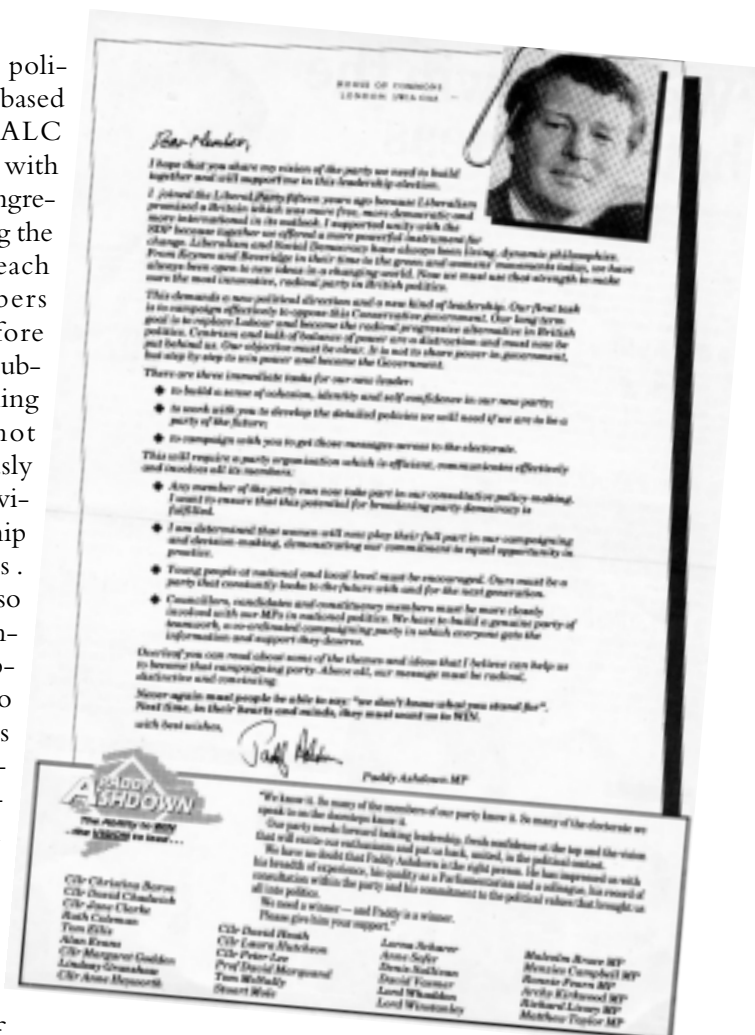 poli-
based
ALC
with
ngre-
g the
each
bers
fore
ub-
ing
not
sly
vi-
hip
s .
so
n-
o-
o
s
-
-
f
HOUSE OF COMMONS
LONDON SW1A 0AA
Dear Member,
I hope that you share my vision of the party we need to build
together and will support me in this leadership election.
I joined the Liberal Party fifteen years ago because Liberalism
promised a Britain which was more free, more democratic and
more international in its outlook. I supported unity with the
SDP because together we offered a more powerful instrument for
change. Liberalism and Social Democracy have always been living, dynamic philosophies.
From Keynes and Beveridge in their time to the green and womens' movements today, we have
always been open to new ideas in a changing world. Now we must use that strength to make
ours the most innovative, radical party in British politics.
This demands a new political direction and a new kind of leadership. Our first task
is to campaign effectively to oppose this Conservative government. Our long term
goal is to replace Labour and become the radical progressive alternative in British
politics. Centrism and talk of balance of power are a distraction and must now be
put behind us. Our objective must be clear. It is not to share power in government,
but step by step to win power and become the Government.
There are three immediate tasks for our new leader:
◆ to build a sense of cohesion, identity and self confidence in our new party;
◆ to work with you to develop the detailed policies we will need if we are to be a
party of the future;
◆ to campaign with you to get those messages across to the electorate.
This will require a party organisation which is efficient, communicates effectively
and involves all its members:
◆ Any member of the party can now take part in our consultative policy-making.
I want to ensure that this potential for broadening party democracy is
fulfilled.
◆ I am determined that women will now play their full part in our campaigning
and decision-making, demonstrating our commitment to equal opportunity in
practice.
◆ Young people at national and local level must be encouraged. Ours must be a
party that constantly looks to the future with and for the next generation.
◆ Councillors, candidates and constituency members must be more closely
involved with our MPs in national politics. We have to build a genuine party of
teamwork, a co-ordinated campaigning party in which everyone gets the
information and support they deserve.
Overleaf you can read about some of the themes and ideas that I believe can help us
to become that campaigning party. Above all, our message must be radical,
distinctive and convincing.
Never again must people be able to say: "we don't know what you stand for".
Next time, in their hearts and minds, they must want us to WIN.
with best wishes,
Paddy Ashdown
Paddy Ashdown MP
PADDY
ASHDOWN
The Ability to WIN
...the VISION to lead...
"We know it. So many of the members of our party know it. So many of the electorate we
speak to on the doorsteps know it.
Our party needs forward looking leadership, fresh confidence at the top and the vision
that will excite our enthusiasm and put us back, united, in the political contest.
We have no doubt that Paddy Ashdown is the right person. He has impressed us with
his breadth of experience, his quality as a Parliamentarian and a colleague, his record of
consultation within the party and his commitment to the political values that brought us
all into politics.
We need a winner — and Paddy is a winner.
Please give him your support."
Cllr Christina Baron
Cllr David Chadwick
Cllr Jane Clarke
Ruth Coleman
Tom Ellis
Alan Evans
Cllr Margaret Godden
Lindsay Granshaw
Cllr Anne
Cllr David Heath
Cllr Laura Hutchison
Cllr Peter Lee
Prof David Marquand
Tom McNally
Stuart Mole
Lorna
Anne Sofer
Denis Sullivan
David Vasmer
Lord Whaddon
Lord Winstanley
Malcolm Bruce MP
Menzies Campbell MP
Ronnie Fearn MP
Archy Kirkwood MP
Richard Livsey MP
Matthew Taylor MP